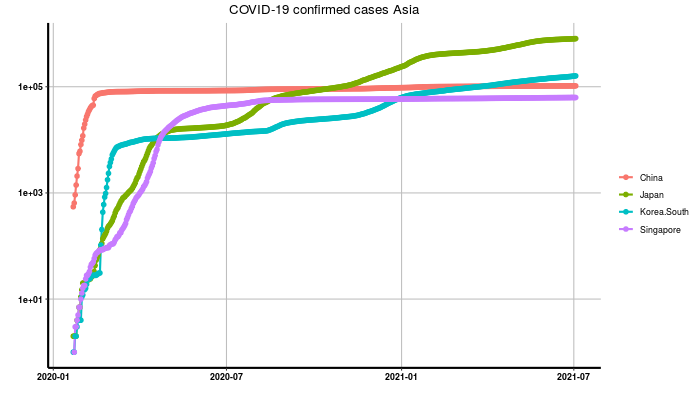 COVID-19 confirmed cases Asia
1e+05
1e+03
1e+01
2020-01
2020-07
2021-01
2021-07
China
Japan
Korea.South
Singapore